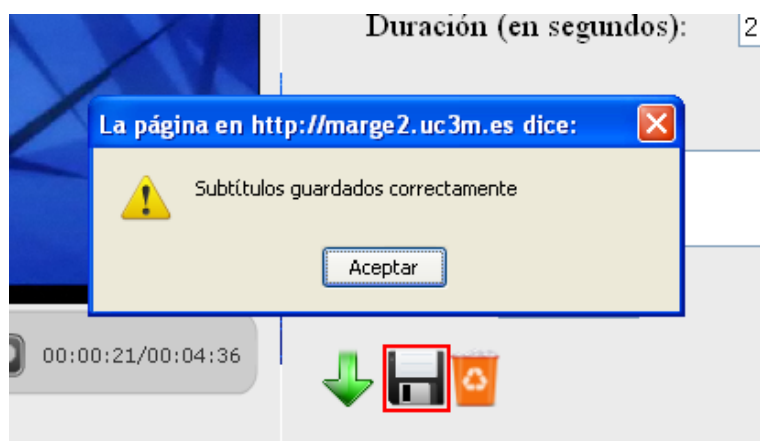 Duración (en segundos): 2
La página en http://marge2.uc3m.es dice:
Subtítulos guardados correctamente
Aceptar
00:00:21/00:04:36